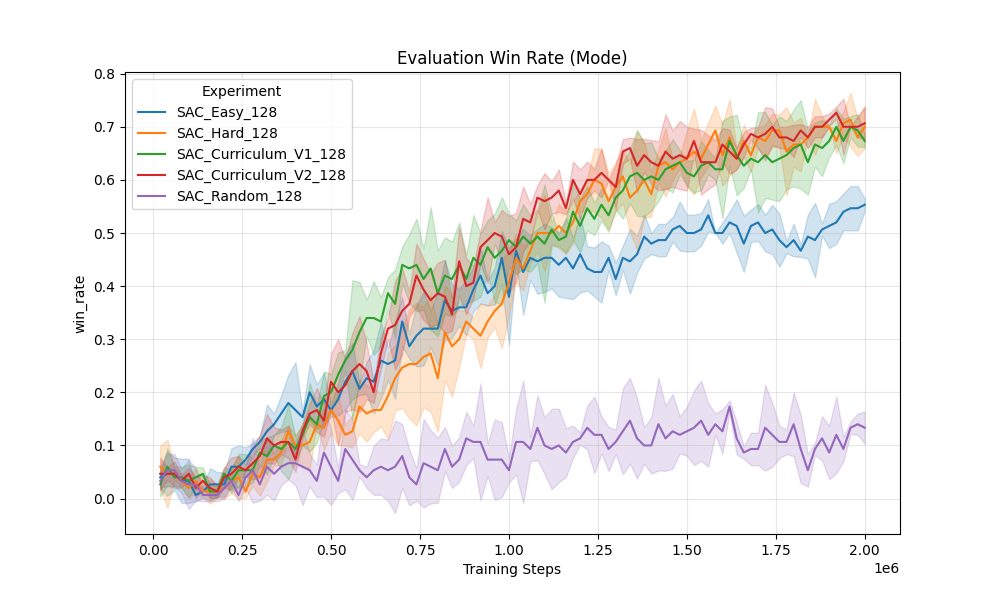 Evaluation Win Rate (Mode)
win_rate
0.8
0.7
0.6
0.5
0.4
0.3
0.2
0.1
0.0
Experiment
SAC_Easy_128
SAC_Hard_128
SAC_Curriculum_V1_128
SAC_Curriculum_V2_128
SAC_Random_128
0.00 0.25 0.50 0.75 1.00 1.25 1.50 1.75 2.00
1e6
Training Steps